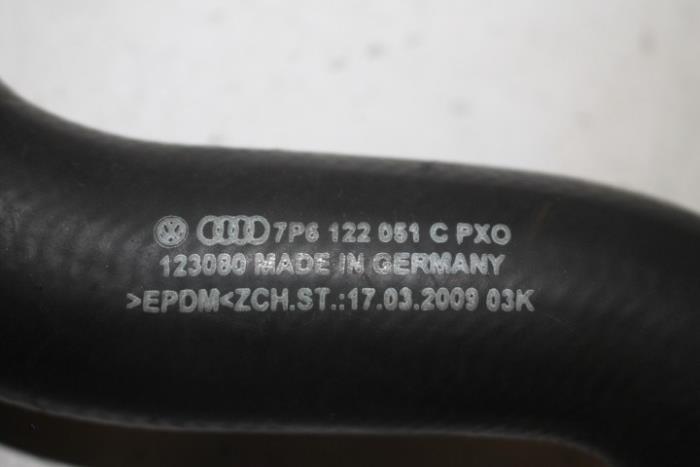 7P6 122 051 C PXO
123080 MADE IN GERMANY
>EPDM<ZCH.ST.:17.03.2009 03K